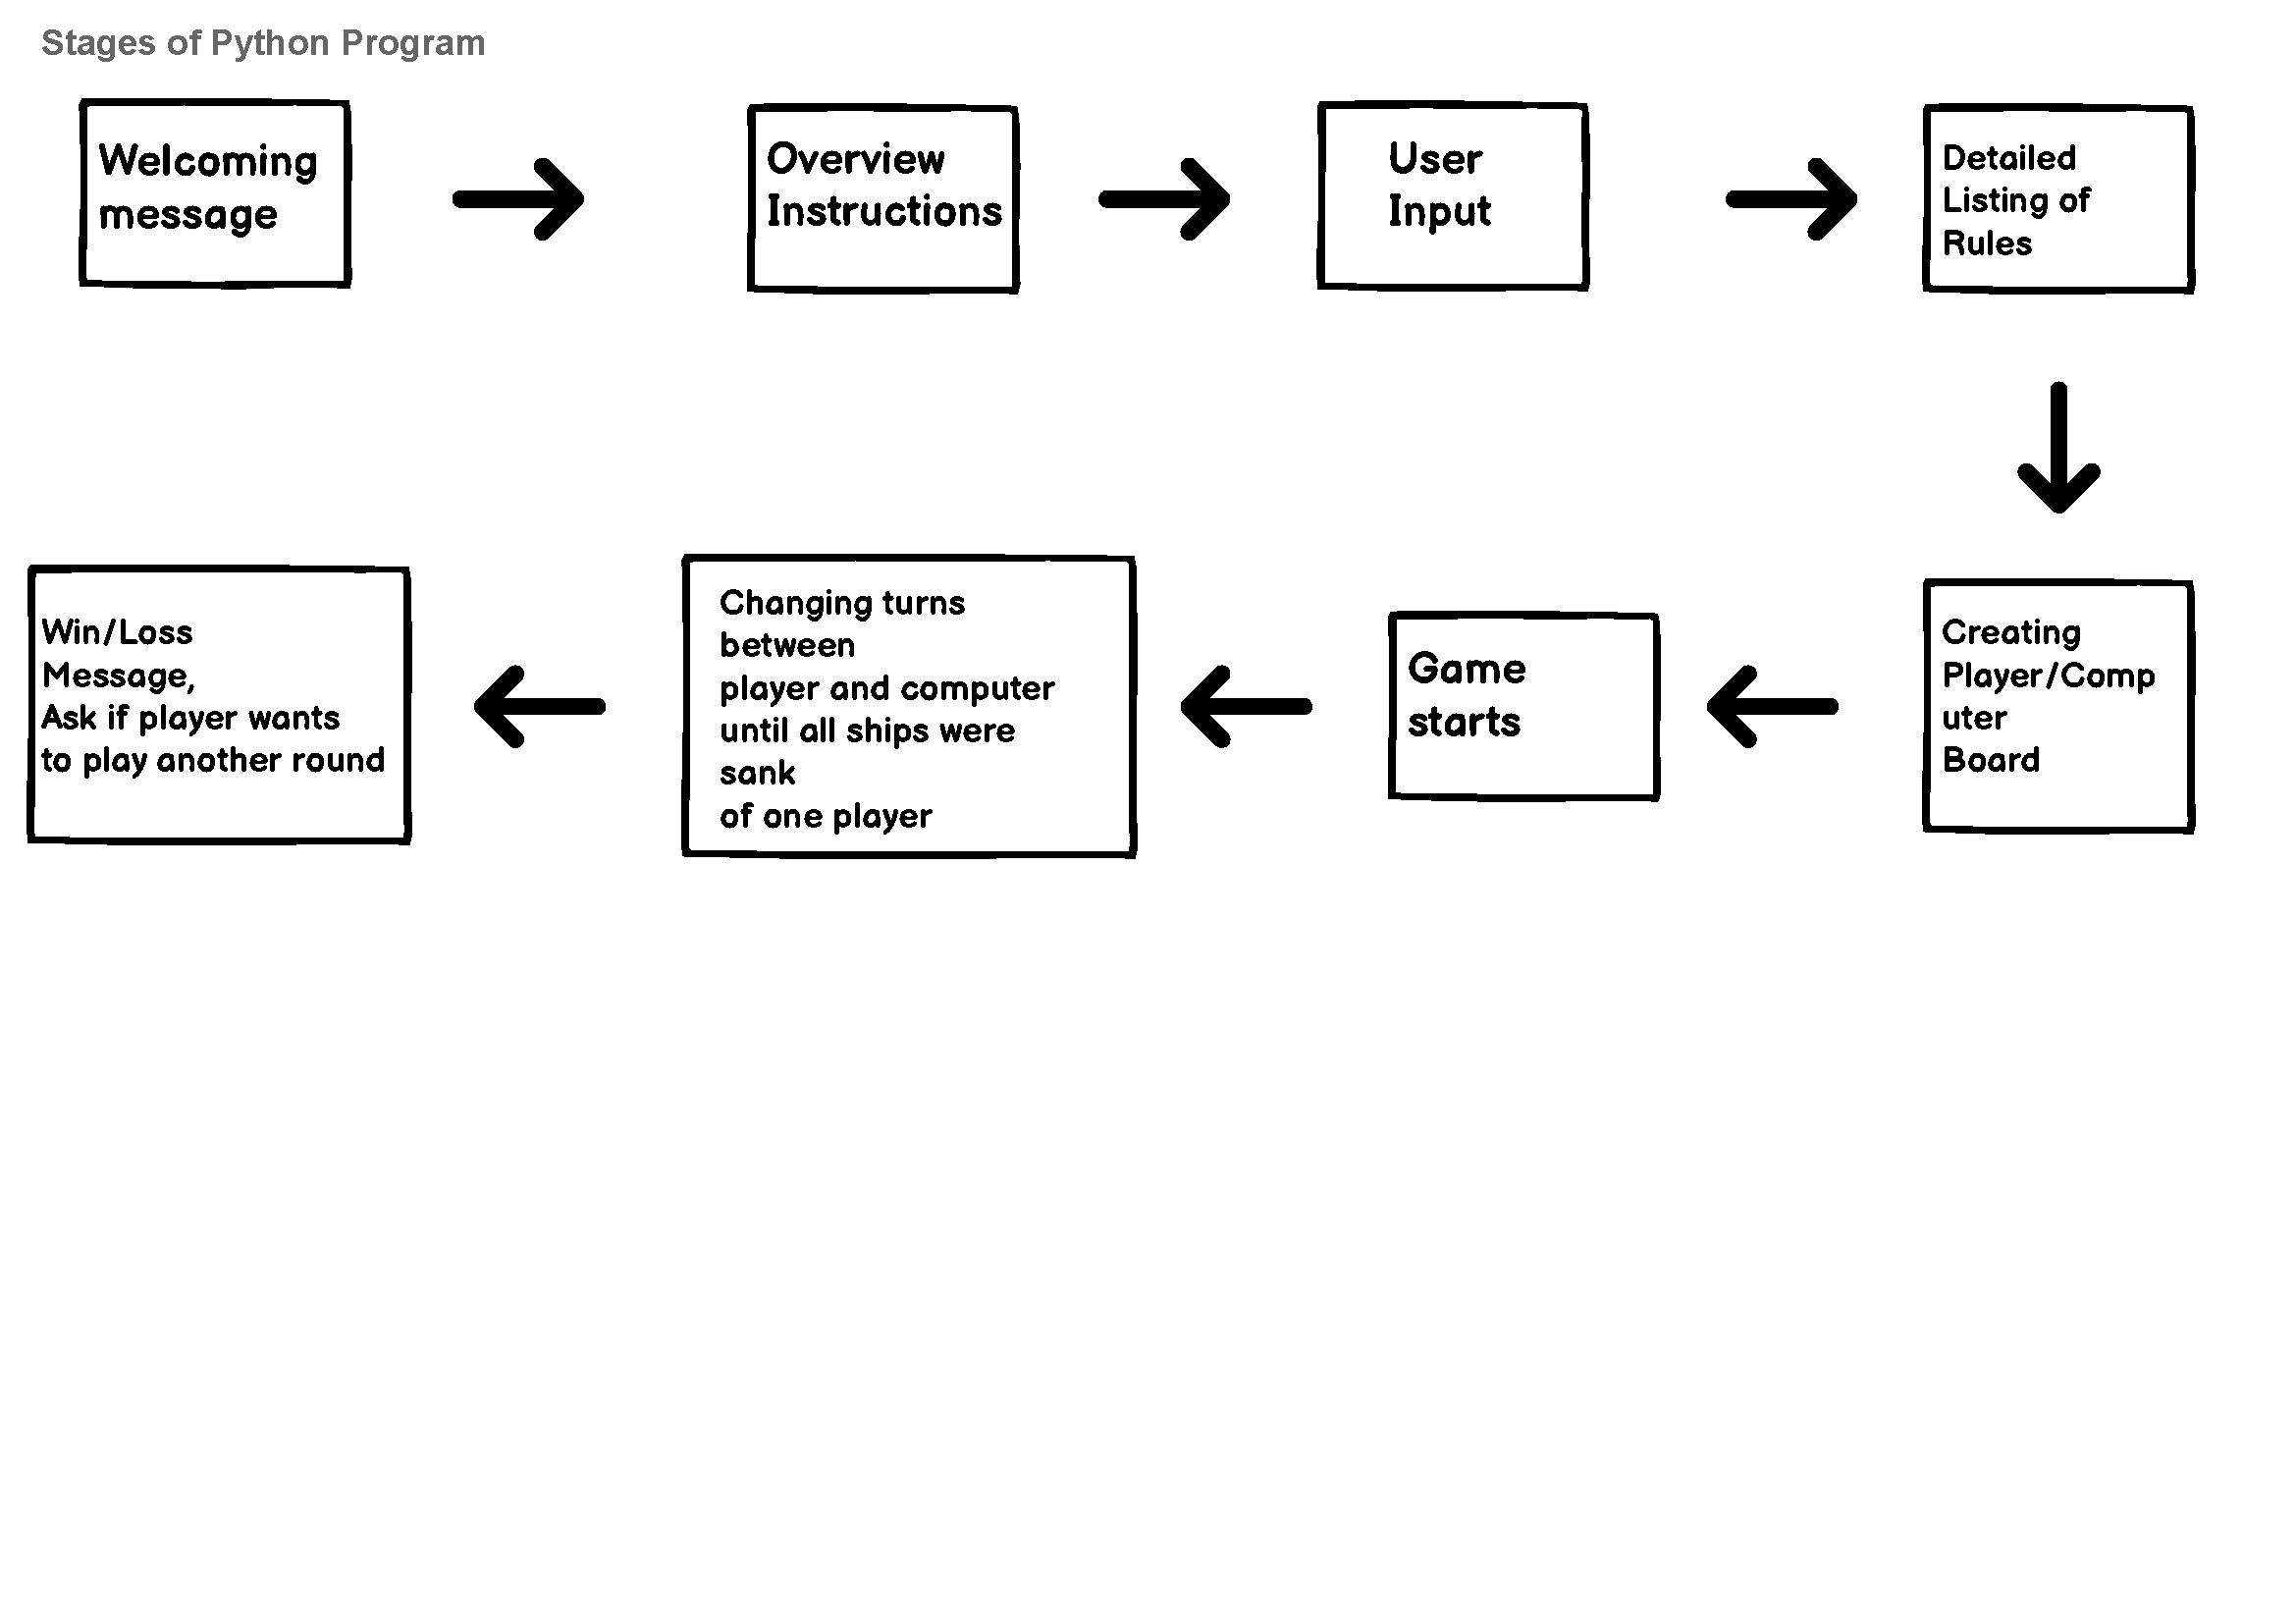 Stages of Python Program
Welcoming
message
Overview
Instructions
User
Input
Detailed
Listing of
Rules
Creating
Player/Comp
uter
Board
Game
starts
Changing turns
between
player and computer
until all ships were
sank
of one player
Win/Loss
Message,
Ask if player wants
to play another round